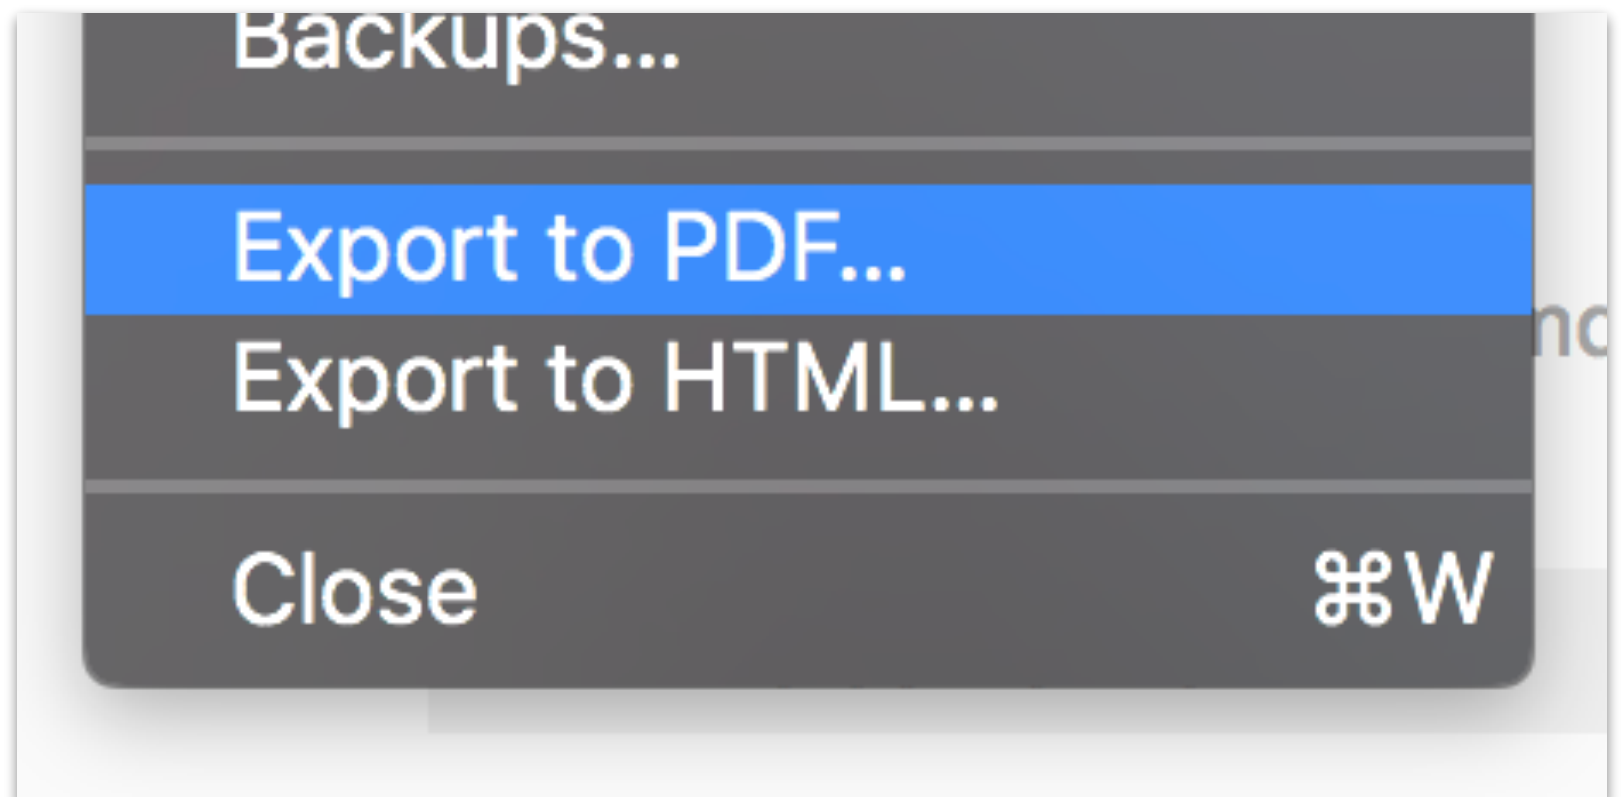 Backups...
Export to PDF...
Export to HTML...
Close ⌘W